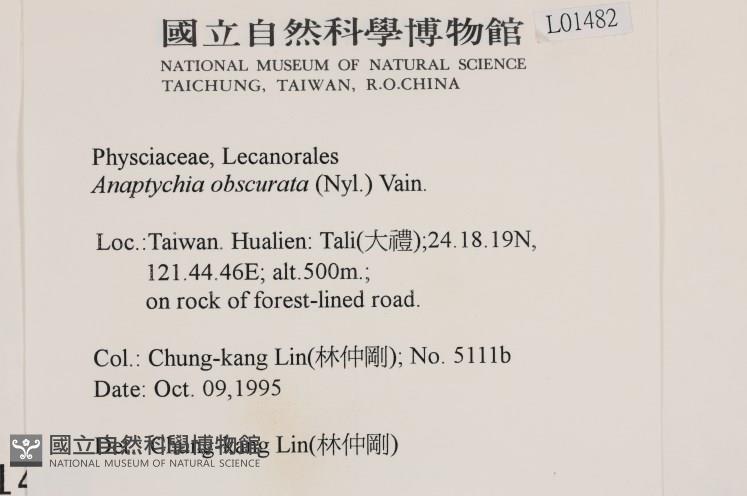 國立自然科學博物館
L01482
NATIONAL MUSEUM OF NATURAL SCIENCE
TAICHUNG, TAIWAN, R.O.CHINA
Physciaceae, Lecanorales
Anaptychia obscurata (Nyl.) Vain.
Loc.:Taiwan. Hualien: Tali(大禮);24.18.19N,
121.44.46E; alt.500m.;
on rock of forest-lined road.
Col.: Chung-kang Lin(林仲剛); No. 5111b
Date: Oct. 09,1995
Det.: Chung-kang Lin(林仲剛)
國立自然科學博物館
NATIONAL MUSEUM OF NATURAL SCIENCE